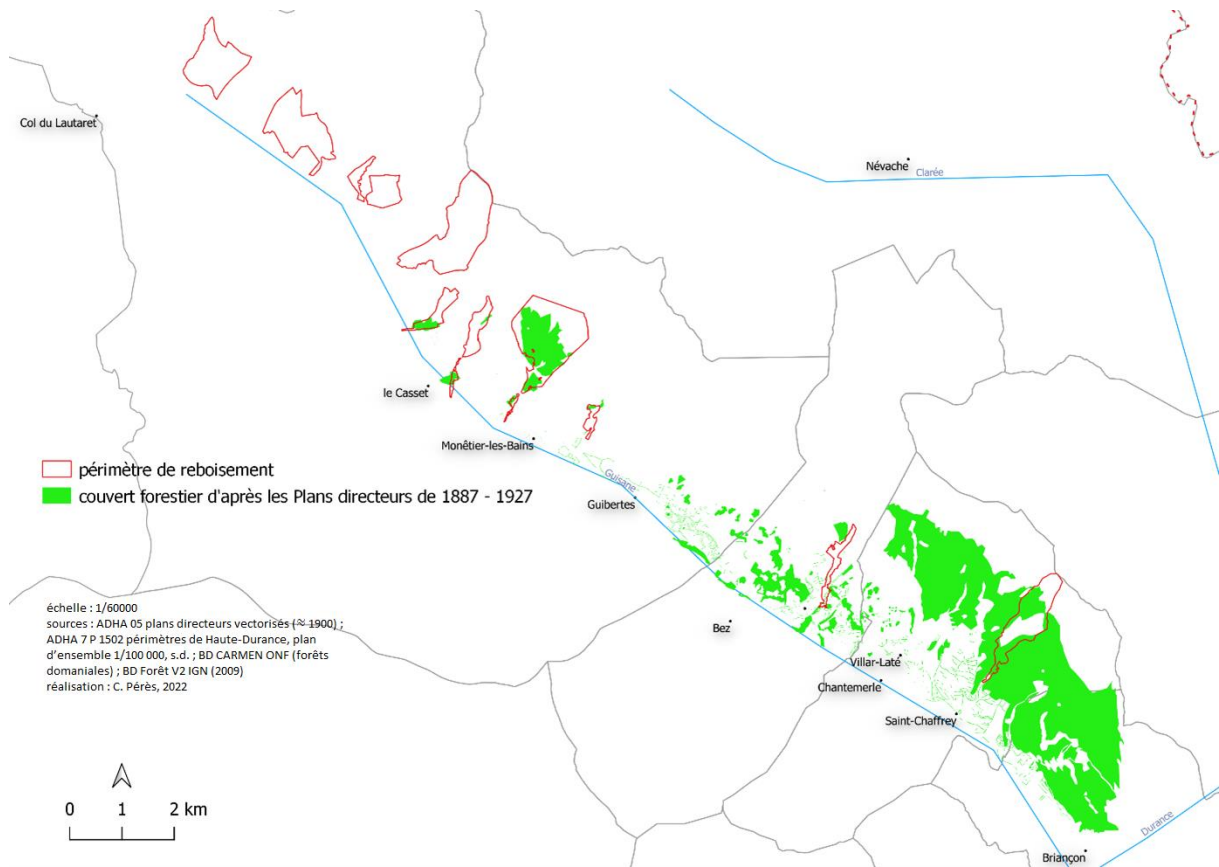 Col du Lautaret
Névache
Clarée
le Casset
Monêtier-les-Bains
périmètre de reboisement
couvert forestier d'après les Plans directeurs de 1887 - 1927
Guisane
Guibertes
Bez
Villar-Laté
Chantemerle
Saint-Chaffrey
échelle : 1/60000
sources : ADHA 05 plans directeurs vectorisés (≈ 1900) ;
ADHA 7 P 1502 périmètres de Haute-Durance, plan
d'ensemble 1/100 000, s.d. ; BD CARMEN ONF (forêts
domaniales) ; BD Forêt V2 IGN (2009)
réalisation : C. Pérès, 2022
0 1 2 km
Durance
Briançon